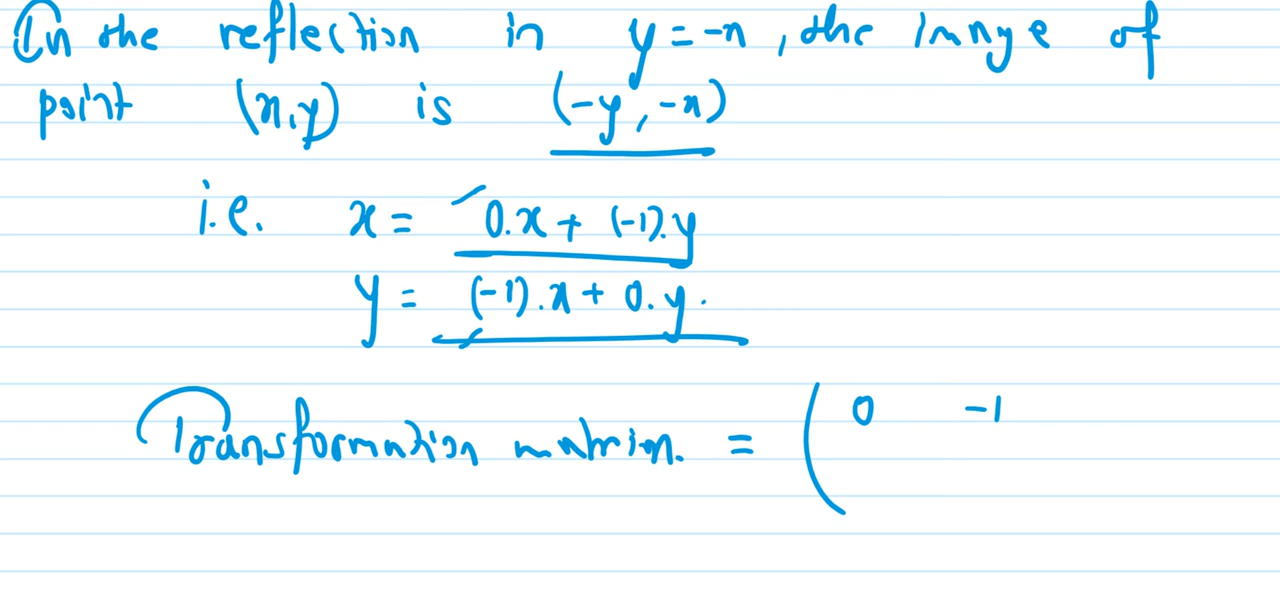 In the reflection in y = -x, the image of
point (x,y) is (-y, -x)
i.e. x = 0.x + (-1).y
y = (-1).x + 0.y.
Transformation matrix. = ( 0 -1